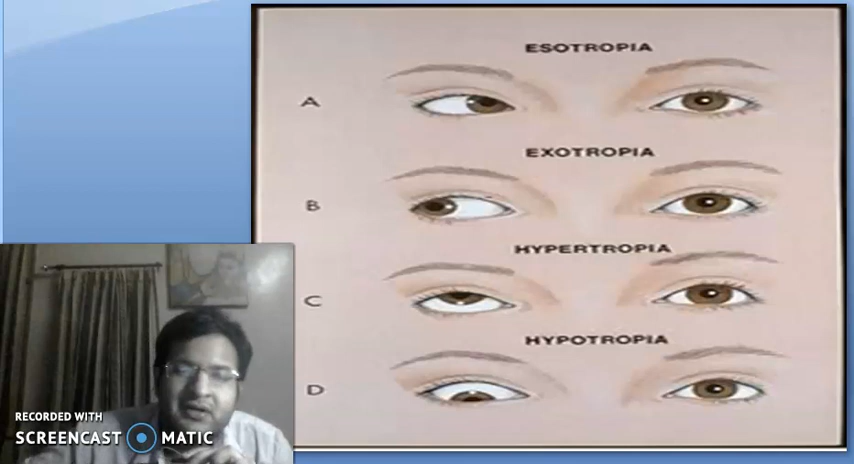 ESOTROPIA
A
EXOTROPIA
B
HYPERTROPIA
C
HYPOTROPIA
D
RECORDED WITH
SCREENCAST MATIC